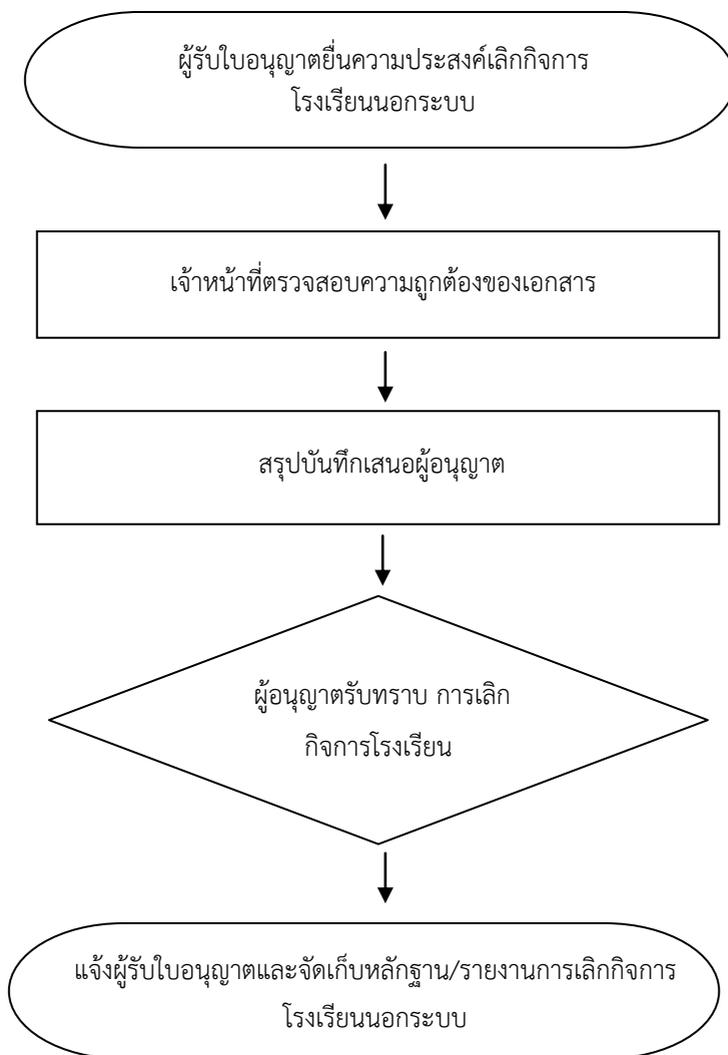 ผู้รับใบอนุญาตยื่นความประสงค์เลิกกิจการ
โรงเรียนนอกระบบ
เจ้าหน้าที่ตรวจสอบความถูกต้องของเอกสาร
สรุปบันทึกเสนอผู้อนุญาต
ผู้อนุญาตรับทราบ การเลิก
กิจการโรงเรียน
แจ้งผู้รับใบอนุญาตและจัดเก็บหลักฐาน/รายงานการเลิกกิจการ
โรงเรียนนอกระบบ